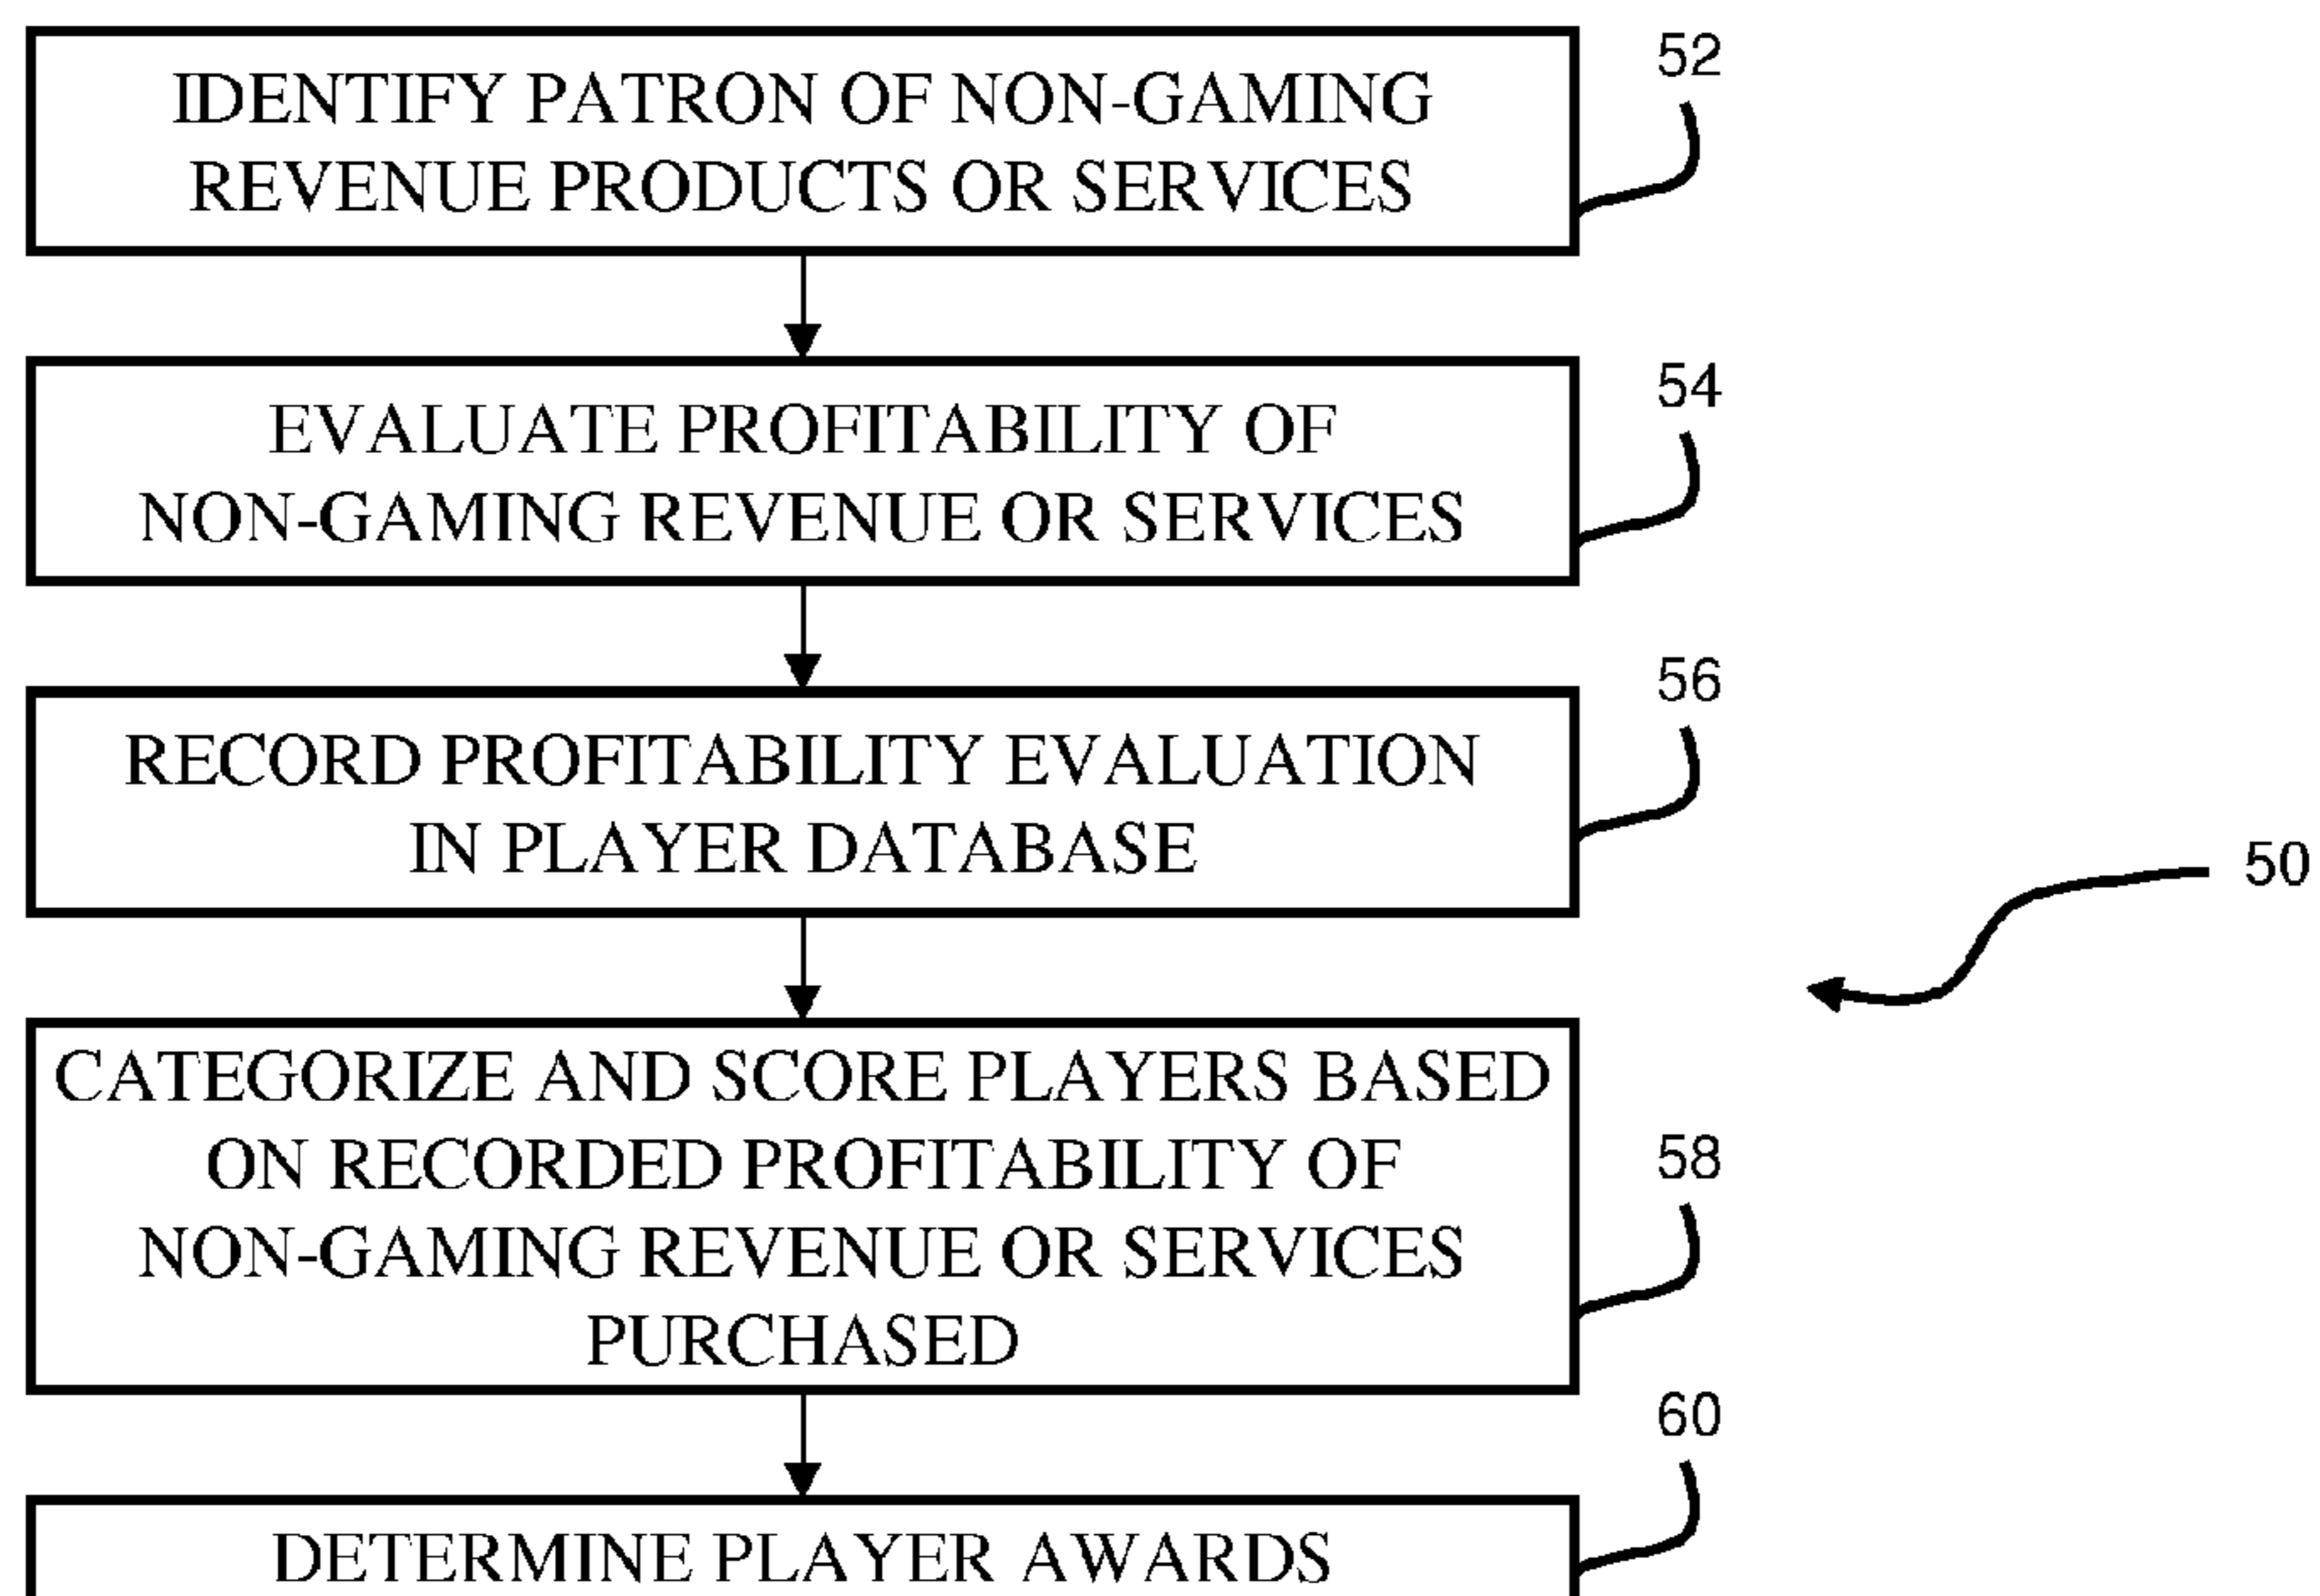 IDENTIFY PATRON OF NON-GAMING
REVENUE PRODUCTS OR SERVICES
52
EVALUATE PROFITABILITY OF
NON-GAMING REVENUE OR SERVICES
54
RECORD PROFITABILITY EVALUATION
IN PLAYER DATABASE
56
50
CATEGORIZE AND SCORE PLAYERS BASED
ON RECORDED PROFITABILITY OF
NON-GAMING REVENUE OR SERVICES
PURCHASED
58
DETERMINE PLAYER AWARDS
60